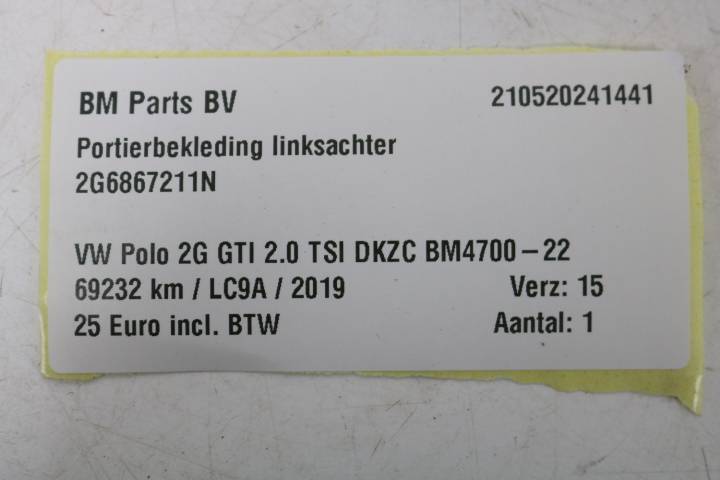 BM Parts BV 210520241441
Portierbekleding linksachter
2G6867211N
VW Polo 2G GTI 2.0 TSI DKZC BM4700-22
69232 km / LC9A / 2019 Verz: 15
25 Euro incl. BTW Aantal: 1